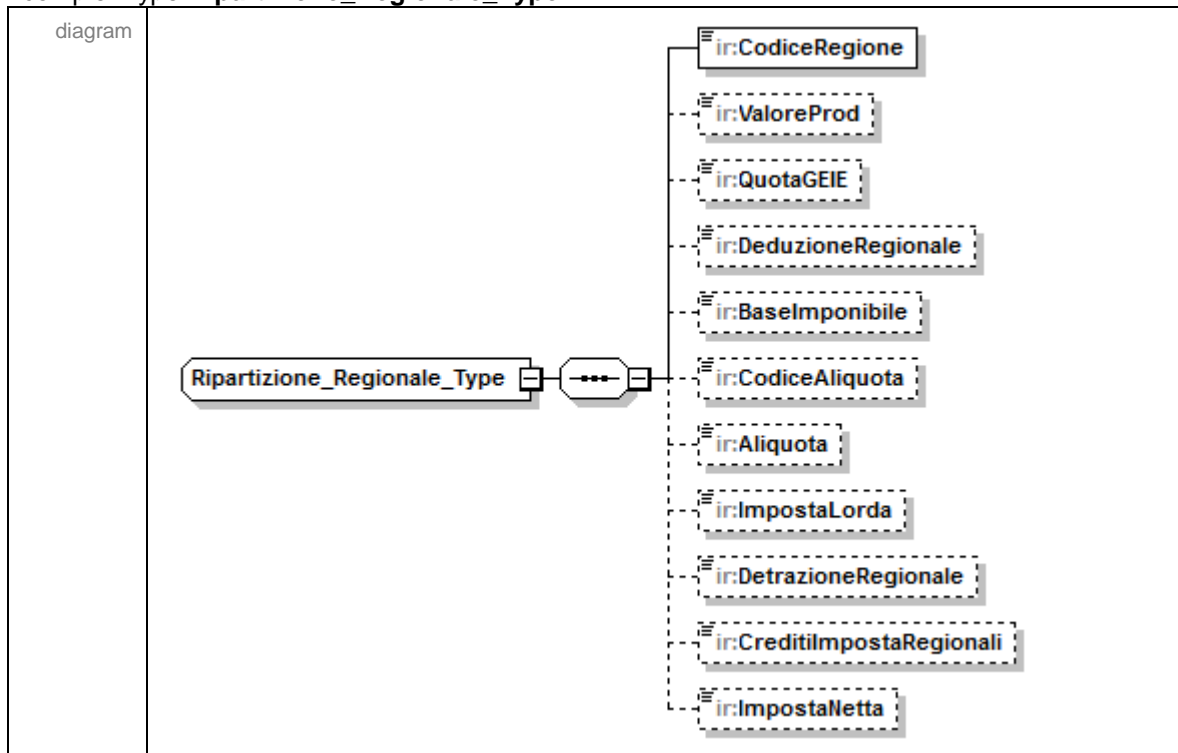 diagram
ir:CodiceRegione
ir:ValoreProd
ir:QuotaGEIE
ir:DeduzioneRegionale
ir:BaseImponibile
Ripartizione_Regionale_Type
ir:CodiceAliquota
ir:Aliquota
ir:ImpostaLorda
ir:DetrazioneRegionale
ir:CreditiImpostaRegionali
ir:ImpostaNetta